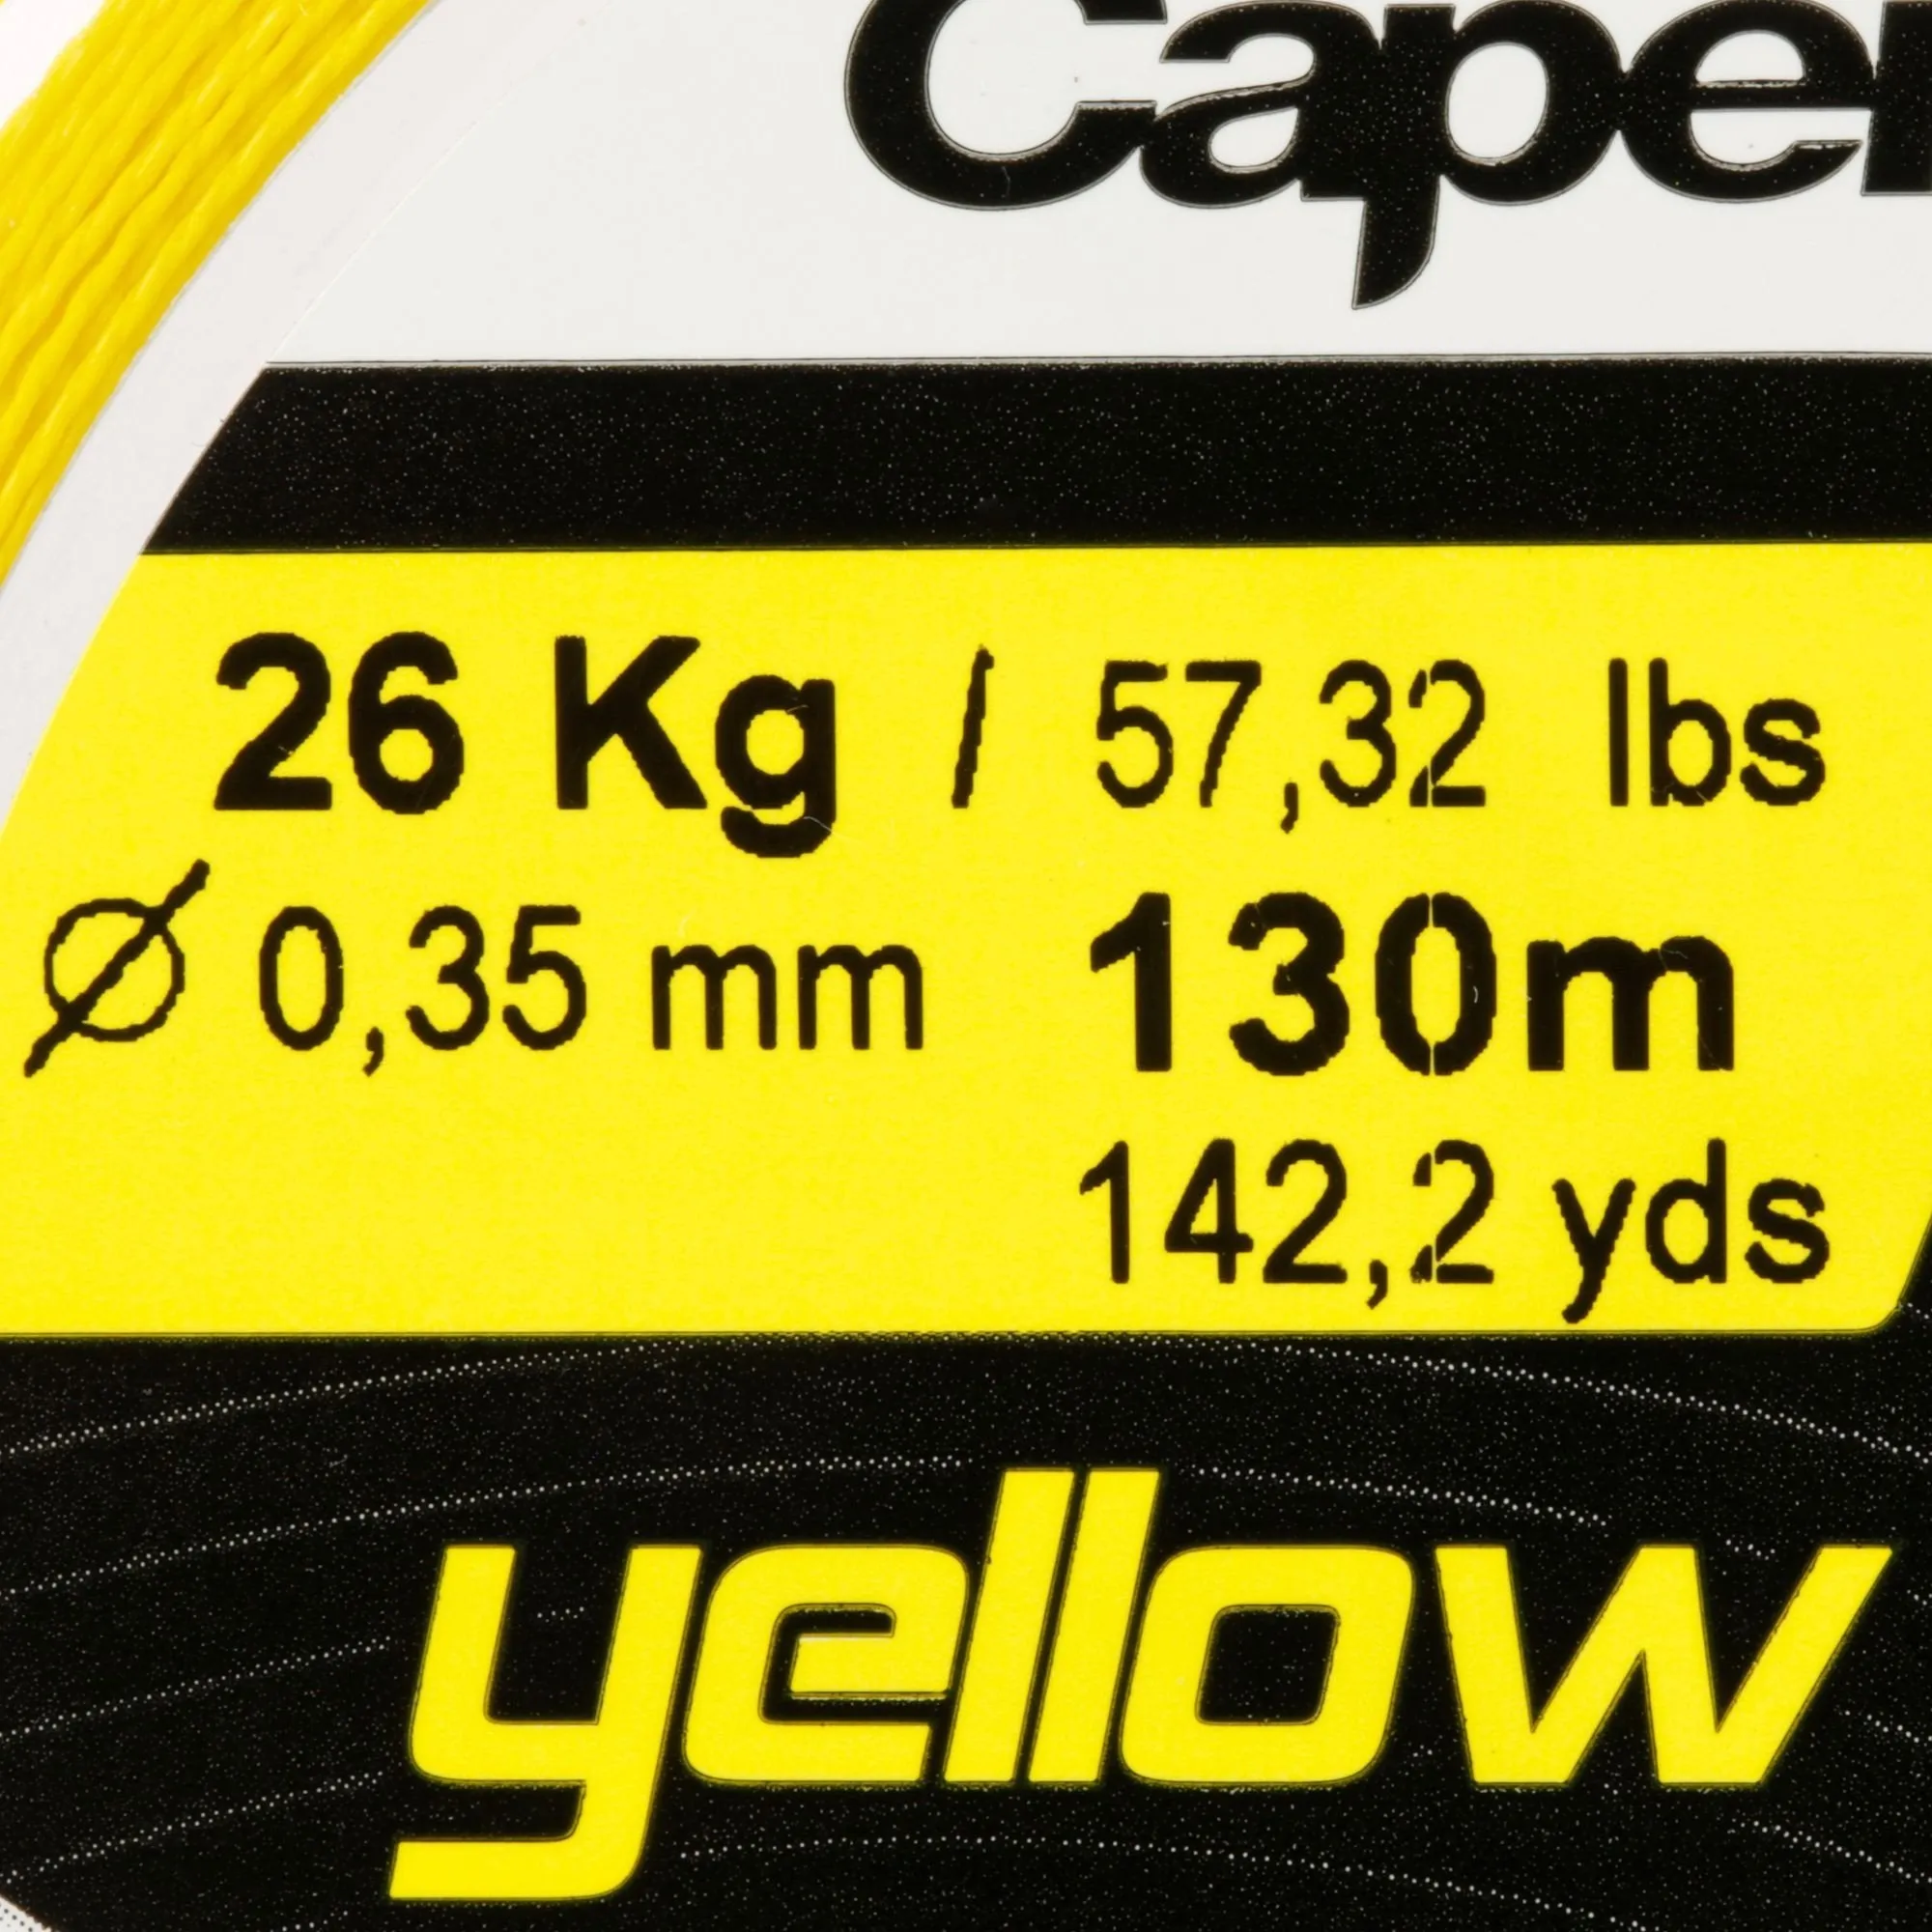 Caper
26 Kg / 57,32 lbs
Ø 0,35 mm 130m
142,2 yds
yellow